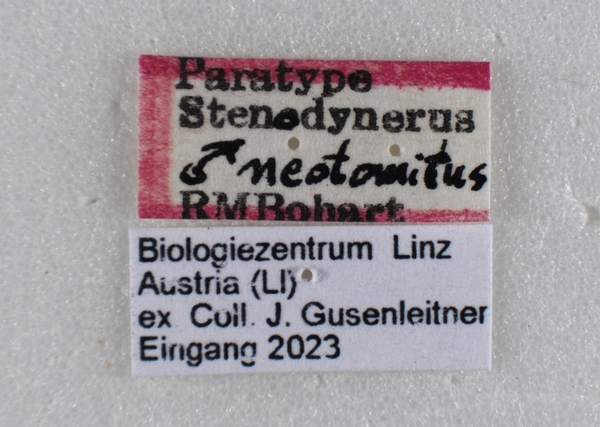 Paratype
Stenodynerus
♂ neotomitus
RMBohart
Biologiezentrum Linz
Austria (LI)
ex Coll. J. Gusenleitner
Eingang 2023